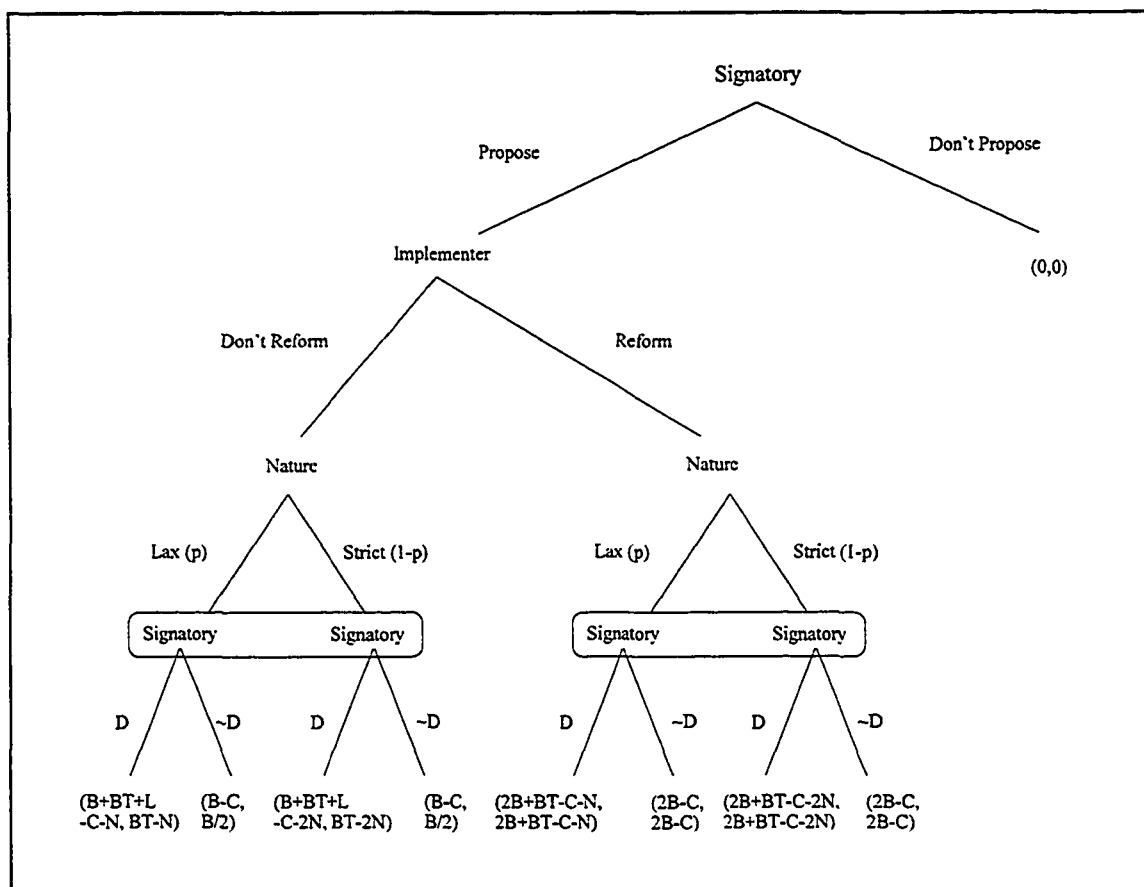 Signatory
Propose
Don't Propose
Implementer
(0,0)
Don't Reform
Reform
Nature
Nature
Lax (p)
Strict (1-p)
Lax (p)
Strict (1-p)
Signatory
Signatory
Signatory
Signatory
D
~D
D
~D
D
~D
D
~D
(B+BT+L
-C-N, BT-N)
(B-C,
B/2)
(B+BT+L
-C-2N, BT-2N)
(B-C,
B/2)
(2B+BT-C-N,
2B+BT-C-N)
(2B-C,
2B-C)
(2B+BT-C-2N,
2B+BT-C-2N)
(2B-C,
2B-C)